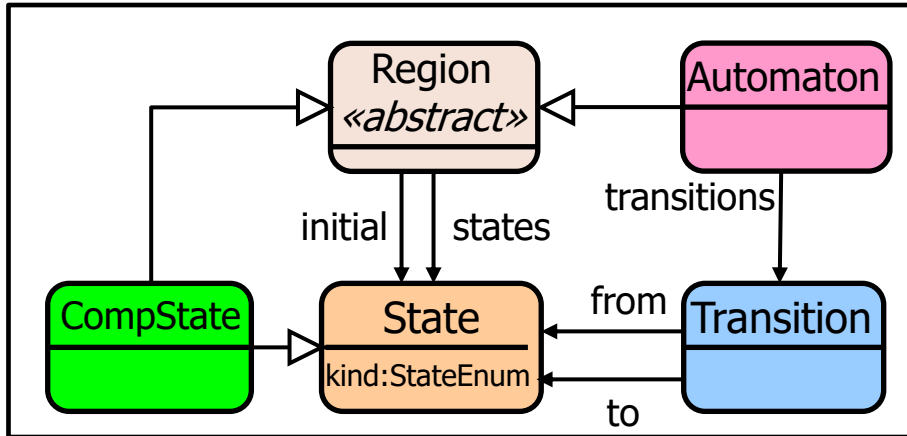 Region
«abstract»
Automaton
initial
states
transitions
CompState
State
kind:StateEnum
from
to
Transition